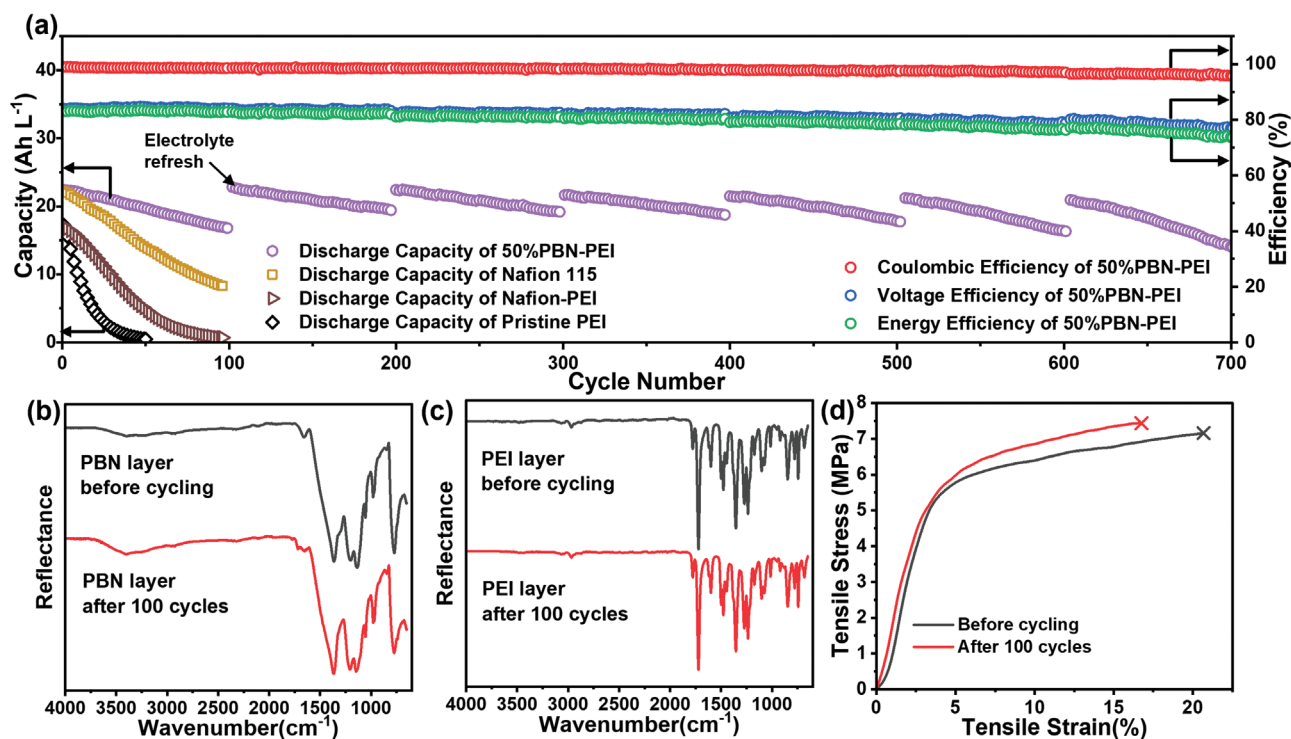 (a)
Capacity (Ah L⁻¹)
40
30
20
10
0
Electrolyte
refresh
Discharge Capacity of 50%PBN-PEI
Discharge Capacity of Nafion 115
Discharge Capacity of Nafion-PEI
Discharge Capacity of Pristine PEI
Coulombic Efficiency of 50%PBN-PEI
Voltage Efficiency of 50%PBN-PEI
Energy Efficiency of 50%PBN-PEI
100
80
60
40
20
0
Efficiency (%)
0 100 200 300 400 500 600 700
Cycle Number
(b)
Reflectance
PBN layer
before cycling
PBN layer
after 100 cycles
4000 3500 3000 2500 2000 1500 1000
Wavenumber(cm⁻¹)
(c)
Reflectance
PEI layer
before cycling
PEI layer
after 100 cycles
4000 3500 3000 2500 2000 1500 1000
Wavenumber(cm⁻¹)
(d)
Tensile Stress (MPa)
8
7
6
5
4
3
2
1
0
Before cycling
After 100 cycles
0 5 10 15 20
Tensile Strain(%)